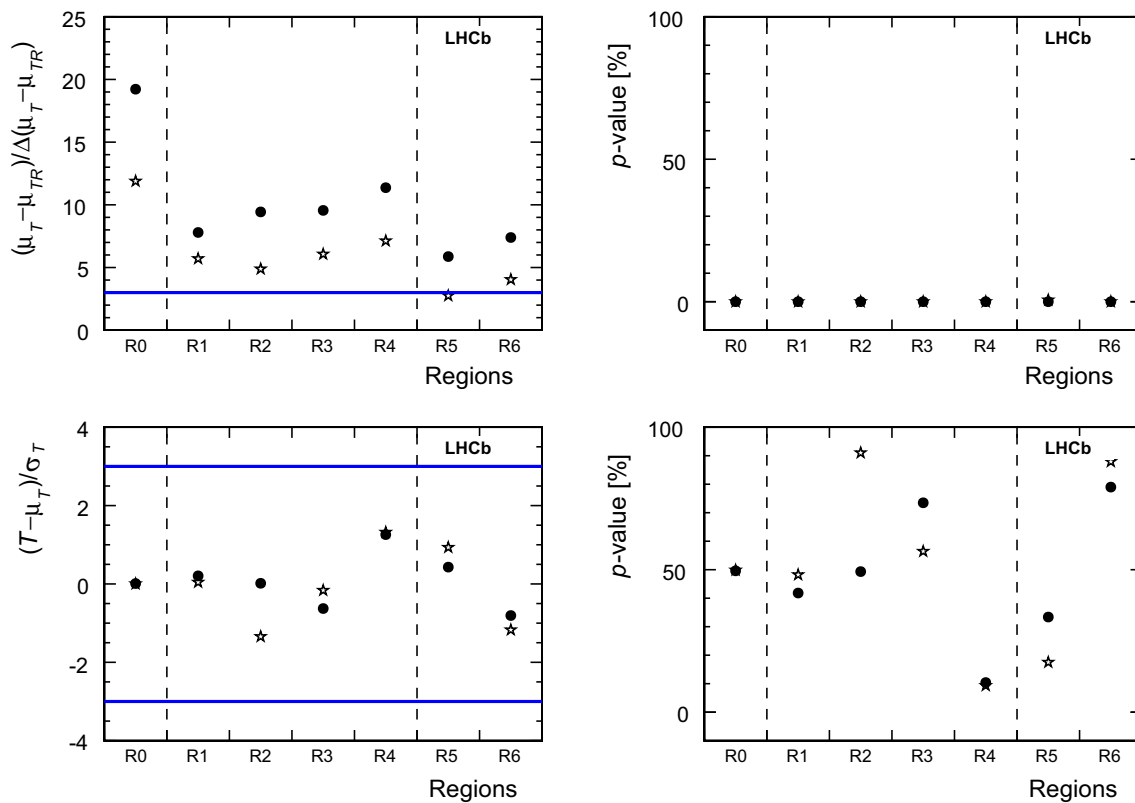 (μ_T−μ_TR)/Δ(μ_T−μ_TR)
25
20
15
10
5
0
LHCb
R0 R1 R2 R3 R4 R5 R6
Regions
p-value [%]
100
50
0
LHCb
R0 R1 R2 R3 R4 R5 R6
Regions
(T−μ_T)/σ_T
4
2
0
-2
-4
LHCb
R0 R1 R2 R3 R4 R5 R6
Regions
p-value [%]
100
50
0
LHCb
R0 R1 R2 R3 R4 R5 R6
Regions